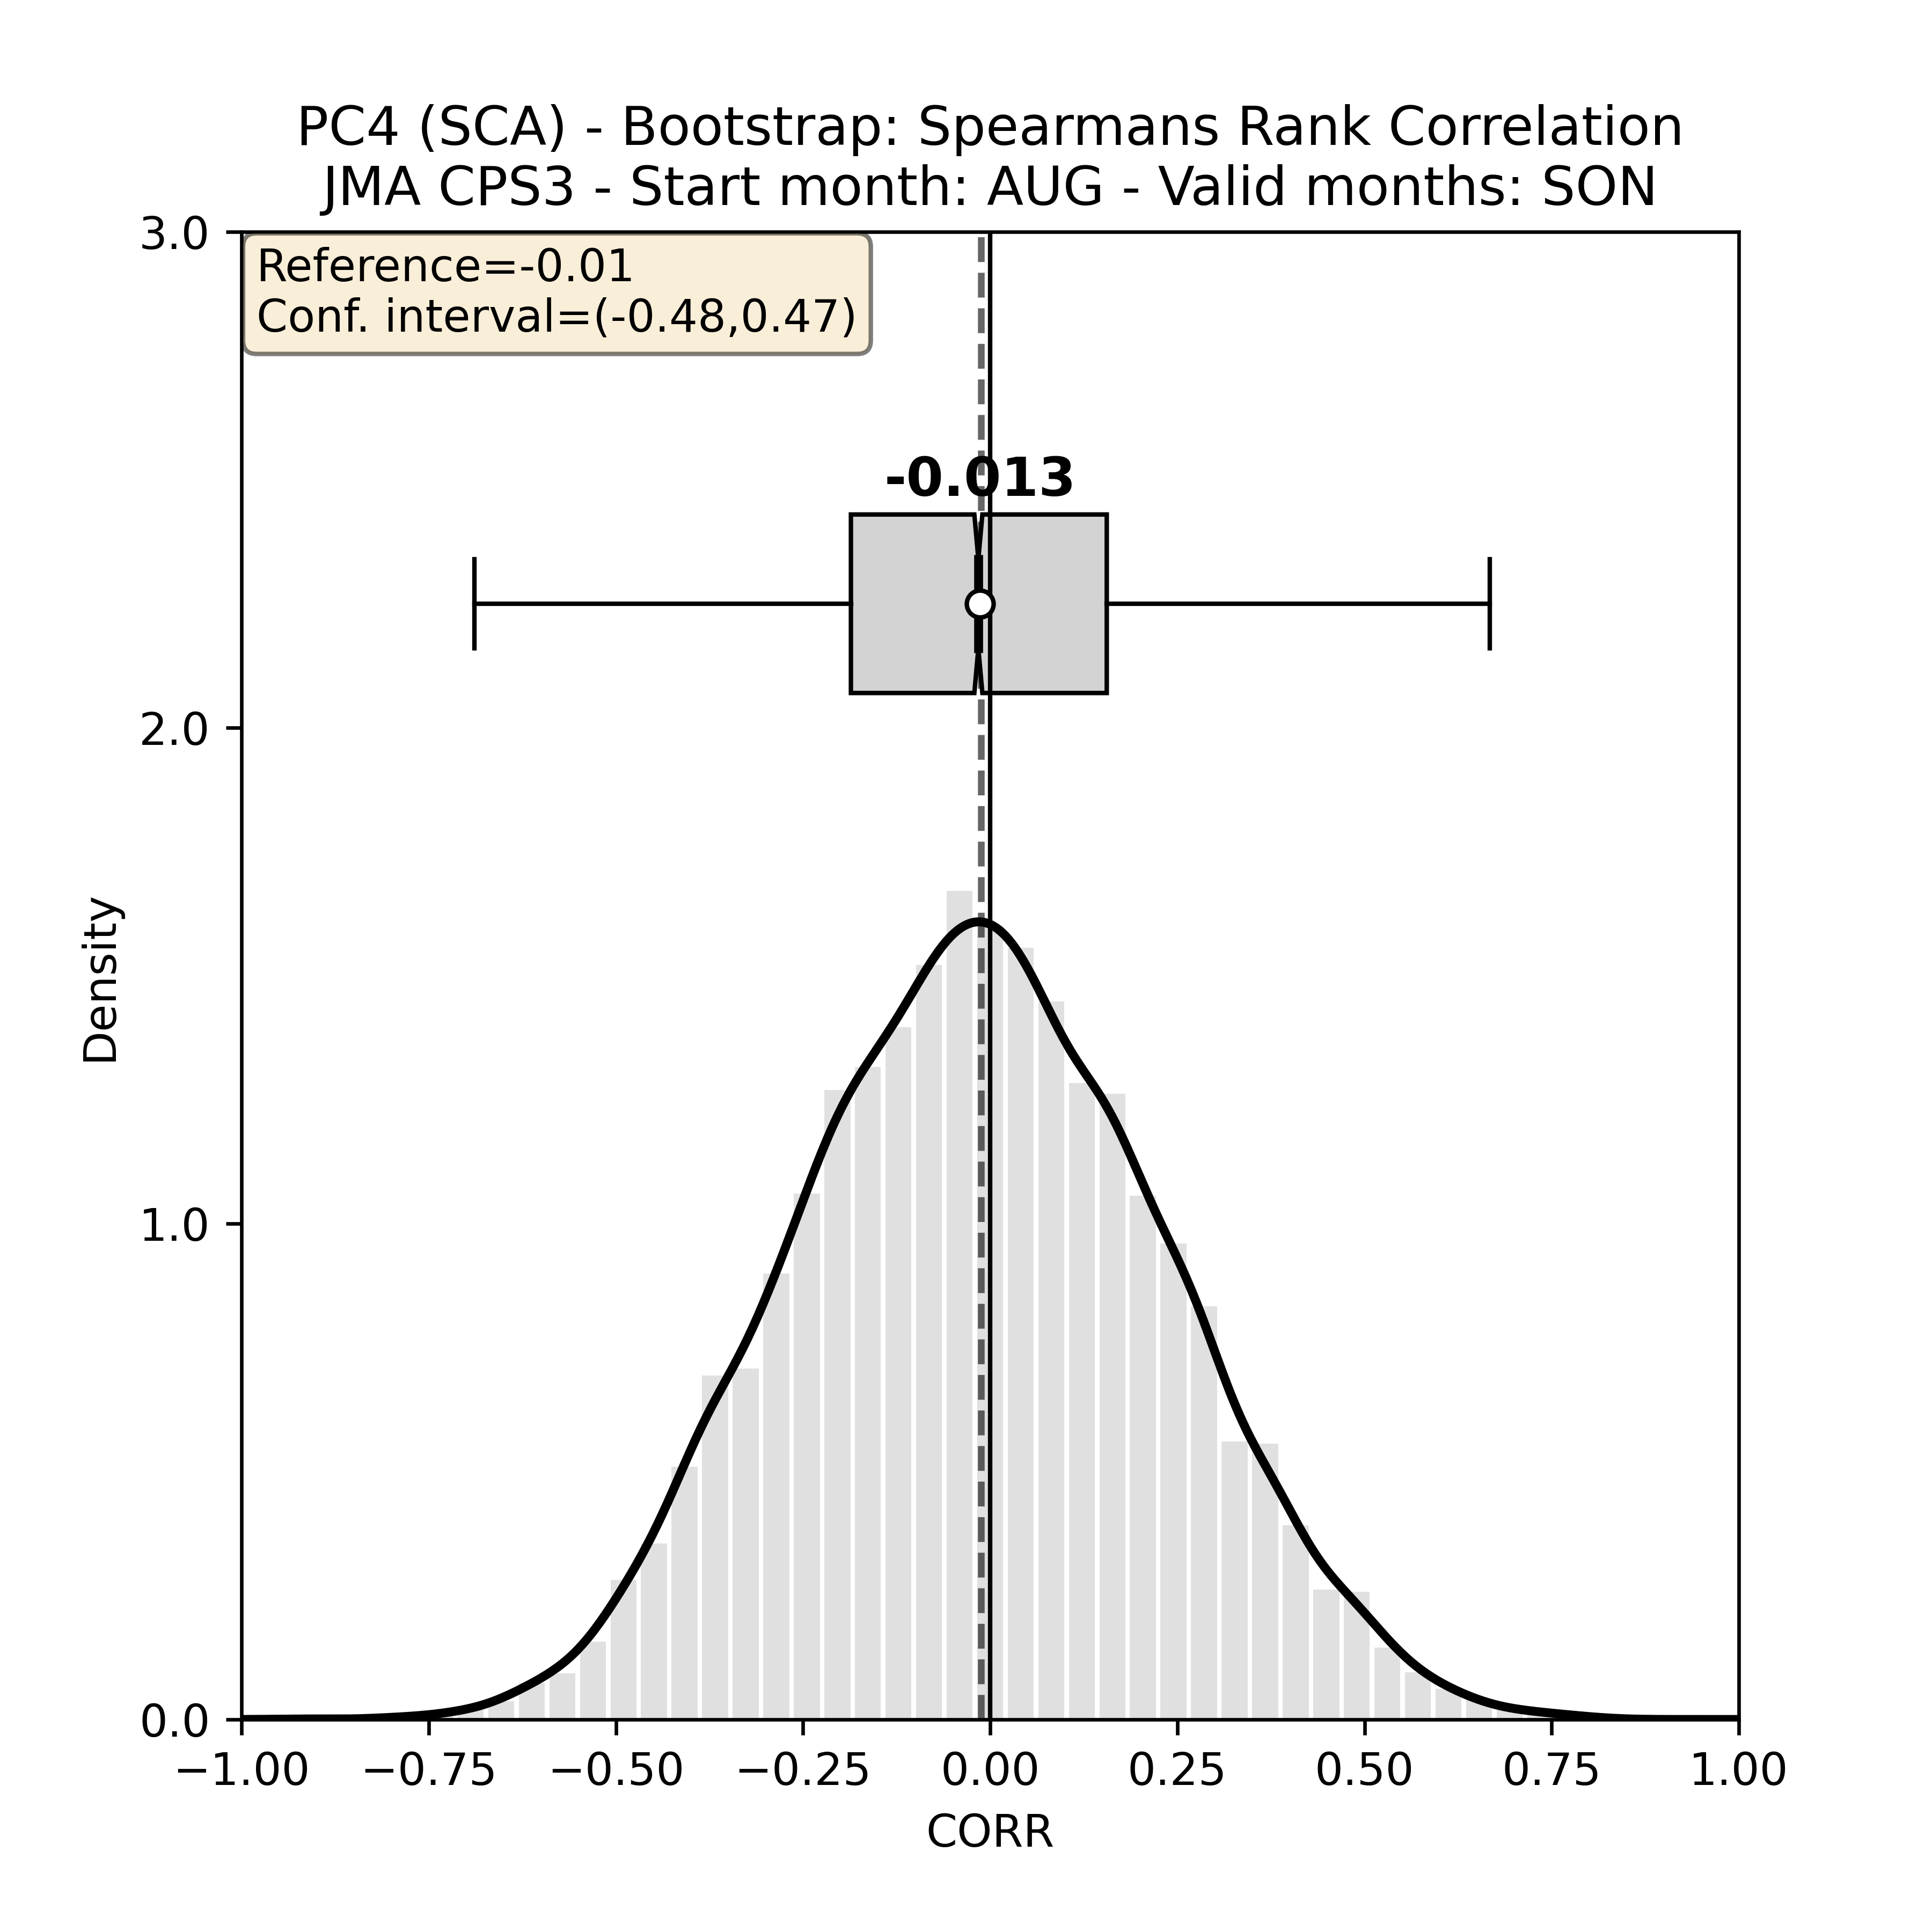 PC4 (SCA) - Bootstrap: Spearmans Rank Correlation
JMA CPS3 - Start month: AUG - Valid months: SON
3.0
Reference=-0.01
Conf. interval=(-0.48,0.47)
-0.013
2.0
Density
1.0
0.0
−1.00 −0.75 −0.50 −0.25 0.00 0.25 0.50 0.75 1.00
CORR